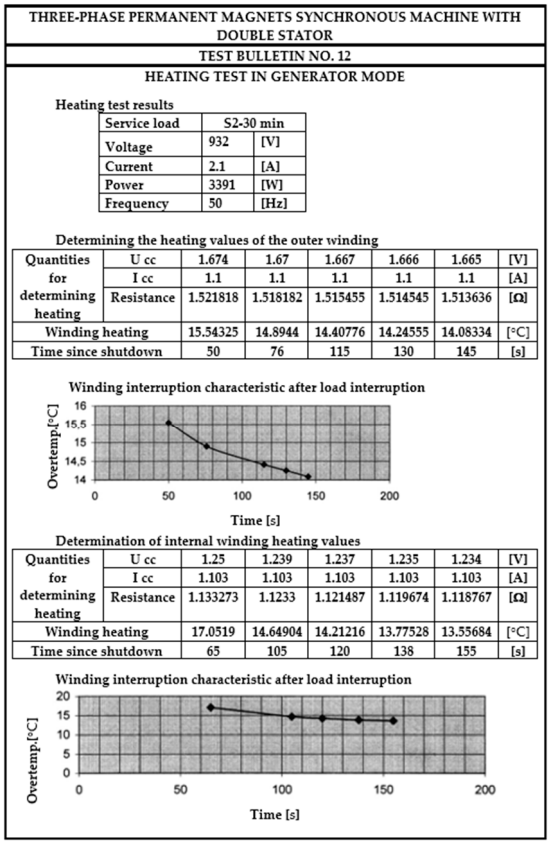 THREE-PHASE PERMANENT MAGNETS SYNCHRONOUS MACHINE WITH
DOUBLE STATOR
TEST BULLETIN NO. 12
HEATING TEST IN GENERATOR MODE
Heating test results
Service load S2-30 min
Voltage 932 [V]
Current 2.1 [A]
Power 3391 [W]
Frequency 50 [Hz]
Determining the heating values of the outer winding
Quantities for determining heating
U cc 1.674 1.67 1.667 1.666 1.665 [V]
I cc 1.1 1.1 1.1 1.1 1.1 [A]
Resistance 1.521818 1.518182 1.515455 1.514545 1.513636 [Ω]
Winding heating 15.54325 14.8944 14.40776 14.24555 14.08334 [°C]
Time since shutdown 50 76 115 130 145 [s]
Winding interruption characteristic after load interruption
Overtemp.[°C]
16
15,5
15
14,5
14
0 50 100 150 200
Time [s]
Determination of internal winding heating values
Quantities for determining heating
U cc 1.25 1.239 1.237 1.235 1.234 [V]
I cc 1.103 1.103 1.103 1.103 1.103 [A]
Resistance 1.133273 1.1233 1.121487 1.119674 1.118767 [Ω]
Winding heating 17.0519 14.64904 14.21216 13.77528 13.55684 [°C]
Time since shutdown 65 105 120 138 155 [s]
Winding interruption characteristic after load interruption
Overtemp.[°C]
20
15
10
5
0
0 50 100 150 200
Time [s]